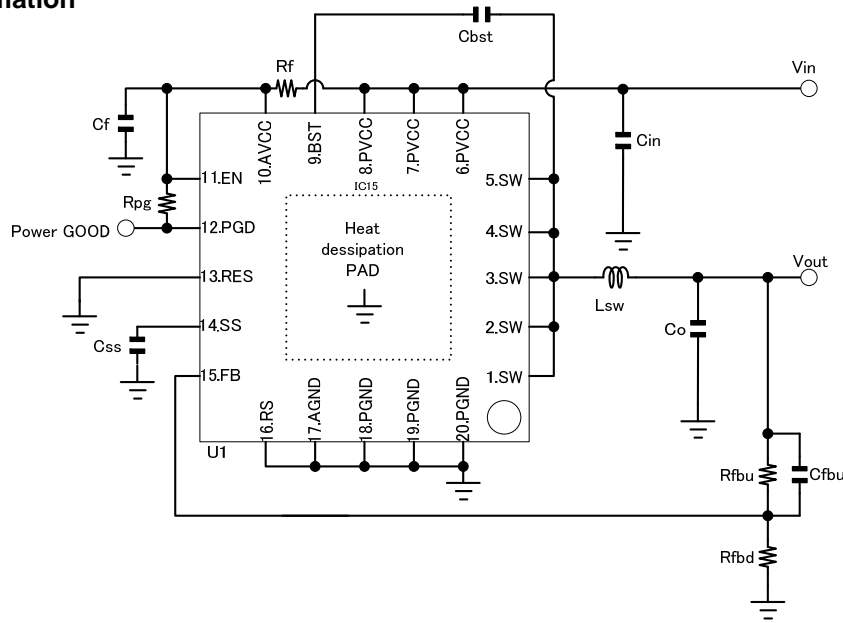 Cbst
Rf
Vin
Cf
10.AVCC
9.BST
8.PVCC
7.PVCC
6.PVCC
Cin
11.EN
IC15
5.SW
Rpg
Power GOOD
12.PGD
Heat
dessipation
PAD
4.SW
13.RES
3.SW
Vout
Lsw
14.SS
2.SW
Co
Css
15.FB
1.SW
16.RS
17.AGND
18.PGND
19.PGND
20.PGND
U1
Rfbu
Cfbu
Rfbd